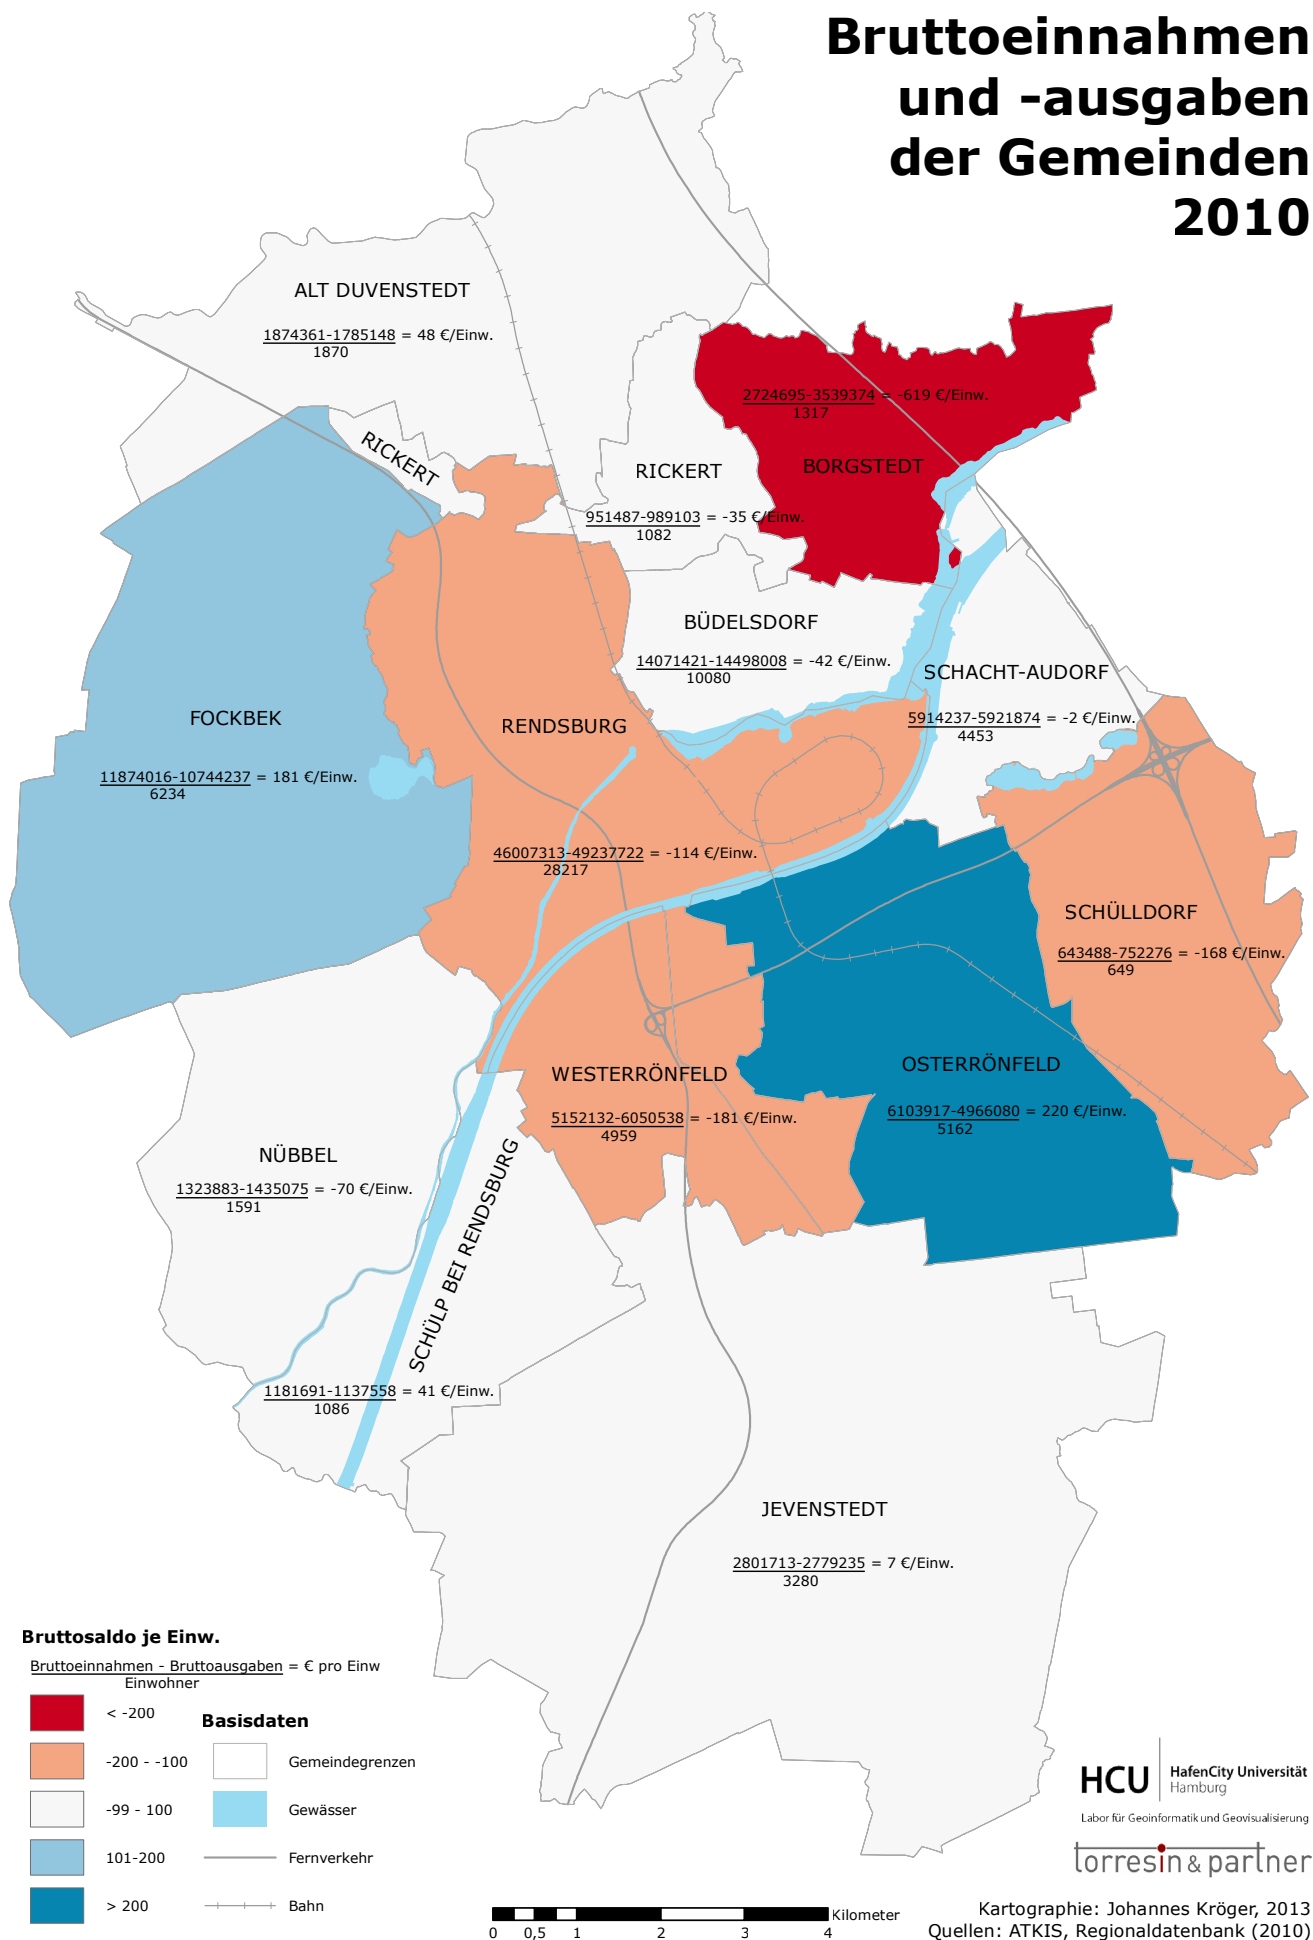 Bruttoeinnahmen
und -ausgaben
der Gemeinden
2010
ALT DUVENSTEDT
1874361-1785148 = 48 €/Einw.
1870
RICKERT
2724695-3539374 = -619 €/Einw.
1317
BORGSTEDT
RICKERT
951487-989103 = -35 €/Einw.
1082
BÜDELSDORF
14071421-14498008 = -42 €/Einw.
10080
SCHACHT-AUDORF
5914237-5921874 = -2 €/Einw.
4453
FOCKBEK
11874016-10744237 = 181 €/Einw.
6234
RENDSBURG
46007313-49237722 = -114 €/Einw.
28217
SCHÜLLDORF
643488-752276 = -168 €/Einw.
649
WESTERRÖNFELD
5152132-6050538 = -181 €/Einw.
4959
OSTERRÖNFELD
6103917-4966080 = 220 €/Einw.
5162
NÜBBEL
1323883-1435075 = -70 €/Einw.
1591
SCHÜLP BEI RENDSBURG
1181691-1137558 = 41 €/Einw.
1086
JEVENSTEDT
2801713-2779235 = 7 €/Einw.
3280
Bruttosaldo je Einw.
Bruttoeinnahmen - Bruttoausgaben = € pro Einw
Einwohner
< -200
-200 - -100
-99 - 100
101-200
> 200
Basisdaten
Gemeindegrenzen
Gewässer
Fernverkehr
Bahn
Kilometer
0 0,5 1 2 3 4
HCU HafenCity Universität
Hamburg
Labor für Geoinformatik und Geovisualisierung
torresin & partner
Kartographie: Johannes Kröger, 2013
Quellen: ATKIS, Regionaldatenbank (2010)